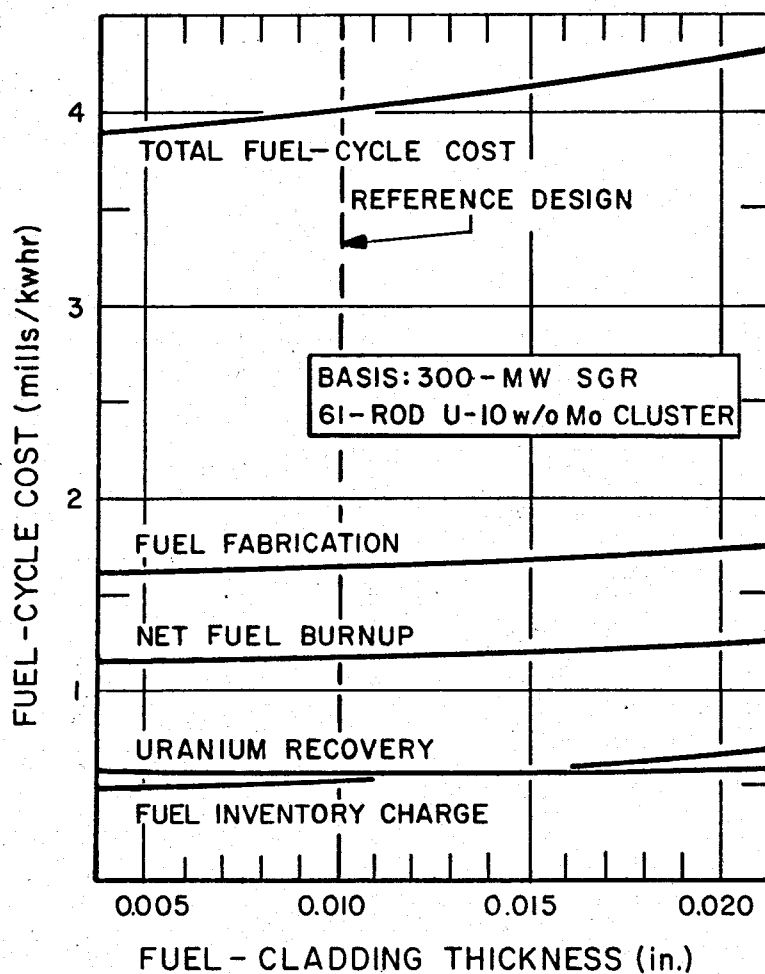 4
TOTAL FUEL-CYCLE COST
REFERENCE DESIGN
3
BASIS: 300-MW SGR
61-ROD U-10 w/o Mo CLUSTER
FUEL-CYCLE COST (mills/kwhr)
2
FUEL FABRICATION
NET FUEL BURNUP
1
URANIUM RECOVERY
FUEL INVENTORY CHARGE
0.005 0.010 0.015 0.020
FUEL-CLADDING THICKNESS (in.)